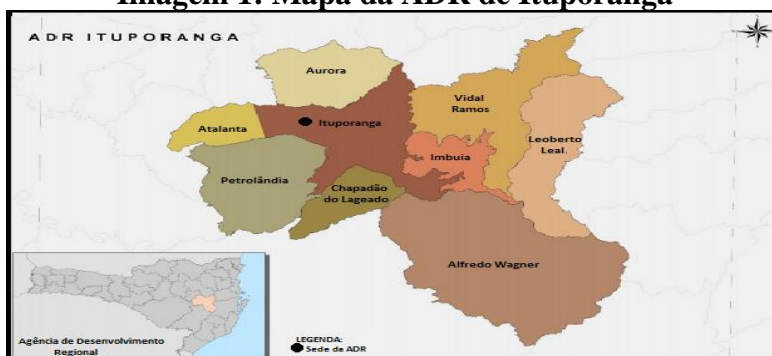 Imagem 1: Mapa da ADR de Ituporanga
ADR ITUPORANGA
Aurora
Vidal
Ramos
Leoberto
Leal.
Atalanta
Ituporanga
Imbuia
Petrolândia
Chapadão
do Lageado
Alfredo Wagner
Agência de Desenvolvimento
Regional
LEGENDA:
Sede da ADR